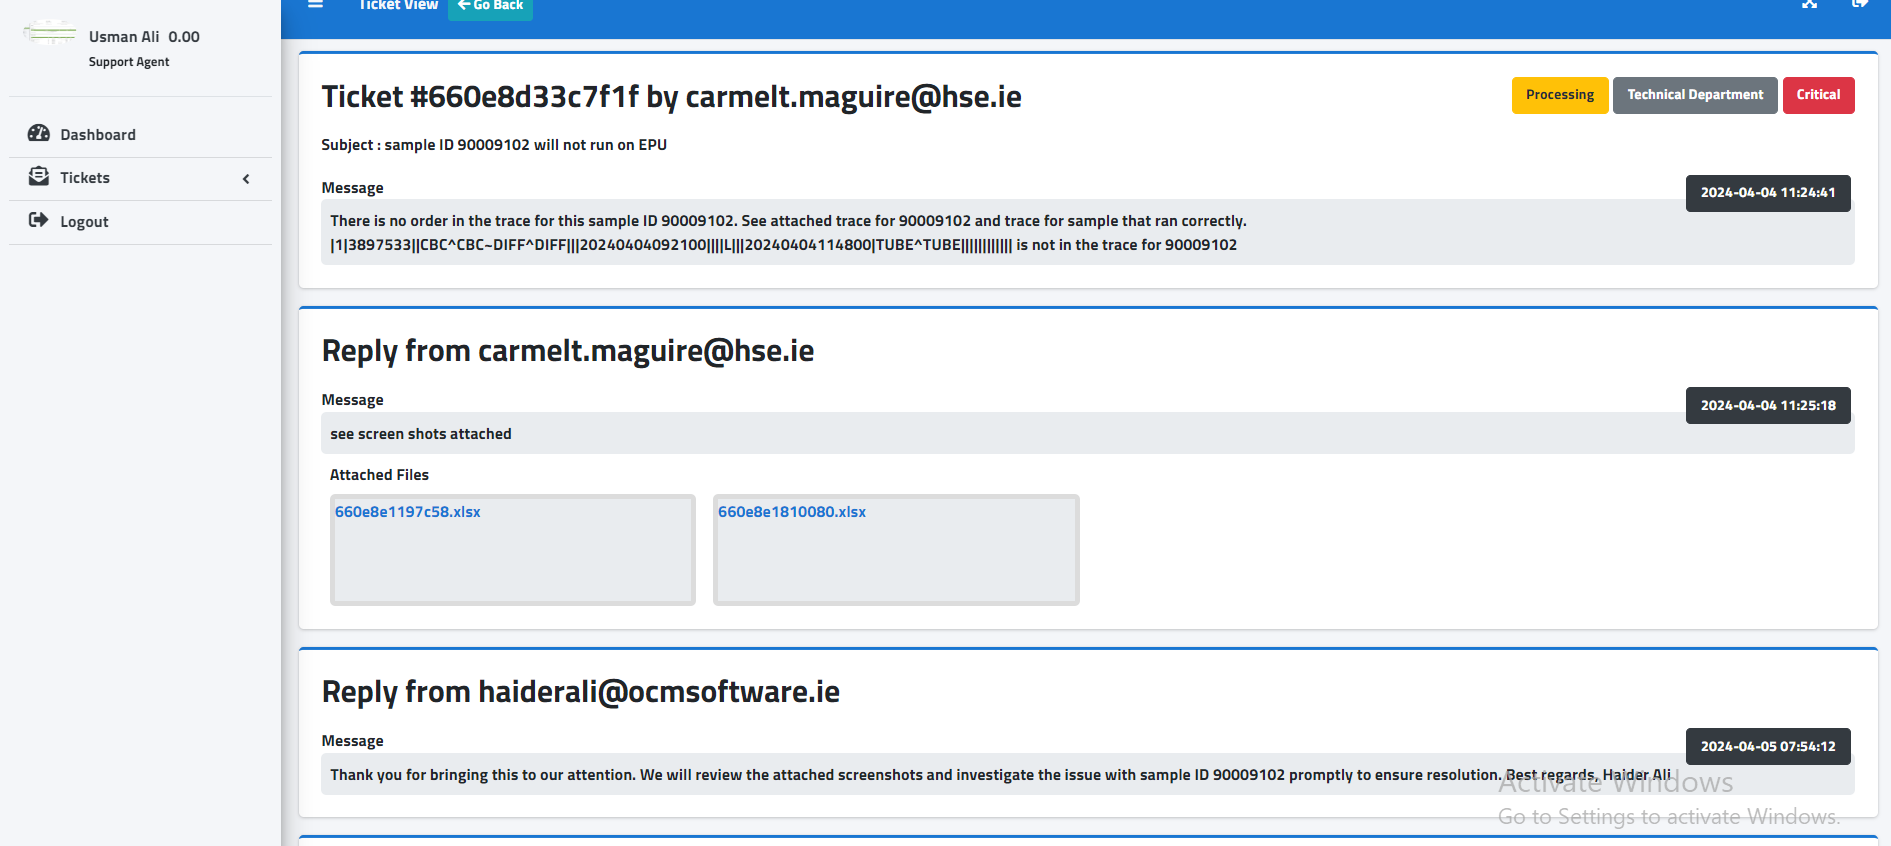 Ticket View
Go Back
Usman Ali 0.00
Support Agent
Dashboard
Tickets
Logout
Ticket #660e8d33c7f1f by carmelt.maguire@hse.ie
Processing
Technical Department
Critical
Subject : sample ID 90009102 will not run on EPU
Message
2024-04-04 11:24:41
There is no order in the trace for this sample ID 90009102. See attached trace for 90009102 and trace for sample that ran correctly.
|1|3897533||CBC^CBC~DIFF^DIFF|||20240404092100||||L|||20240404114800|TUBE^TUBE|||||||||||| is not in the trace for 90009102
Reply from carmelt.maguire@hse.ie
Message
2024-04-04 11:25:18
see screen shots attached
Attached Files
660e8e1197c58.xlsx
660e8e1810080.xlsx
Reply from haiderali@ocmsoftware.ie
Message
2024-04-05 07:54:12
Thank you for bringing this to our attention. We will review the attached screenshots and investigate the issue with sample ID 90009102 promptly to ensure resolution. Best regards, Haider Ali
Activate Windows
Go to Settings to activate Windows.